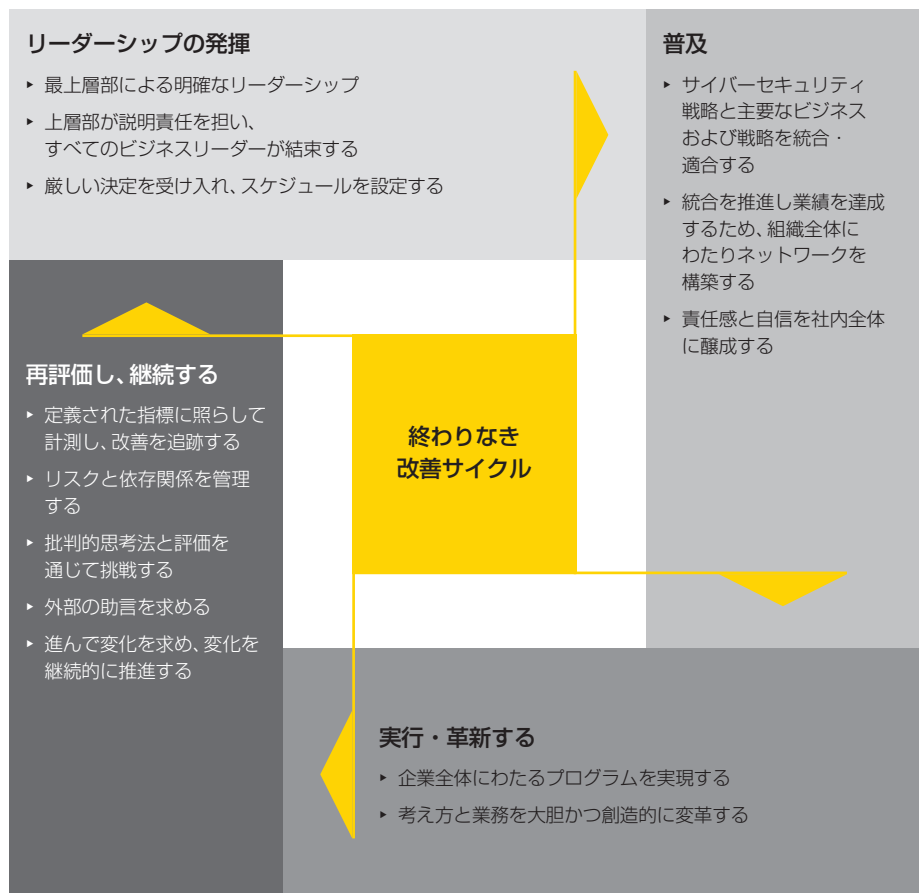 リーダーシップの発揮
▸ 最上層部による明確なリーダーシップ
▸ 上層部が説明責任を担い、
すべてのビジネスリーダーが結束する
▸ 厳しい決定を受け入れ、スケジュールを設定する
普及
▸ サイバーセキュリティ
戦略と主要なビジネス
および戦略を統合・
適合する
▸ 統合を推進し業績を達成
するため、組織全体に
わたりネットワークを
構築する
▸ 責任感と自信を社内全体
に醸成する
終わりなき
改善サイクル
実行・革新する
▸ 企業全体にわたるプログラムを実現する
▸ 考え方と業務を大胆かつ創造的に変革する
再評価し、継続する
▸ 定義された指標に照らして
計測し、改善を追跡する
▸ リスクと依存関係を管理
する
▸ 批判的思考法と評価を
通じて挑戦する
▸ 外部の助言を求める
▸ 進んで変化を求め、変化を
継続的に推進する